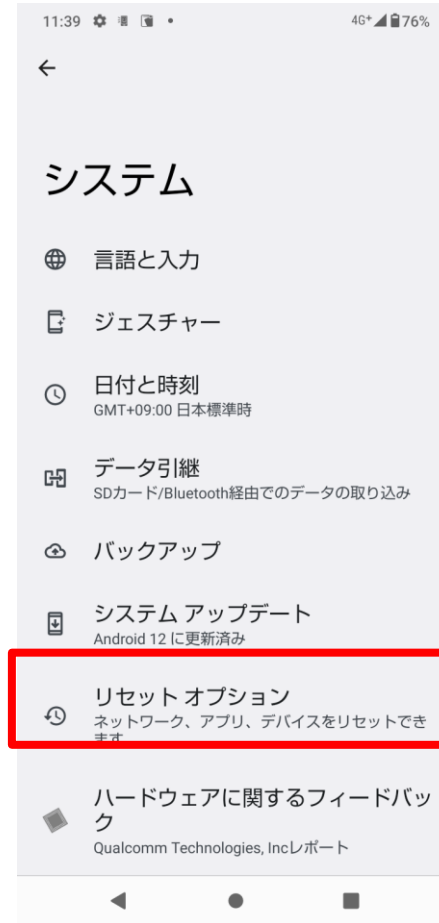 11:39 4G+ 76%
システム
言語と入力
ジェスチャー
日付と時刻
GMT+09:00 日本標準時
データ引継
SDカード/Bluetooth経由でのデータの取り込み
バックアップ
システム アップデート
Android 12 に更新済み
リセット オプション
ネットワーク、アプリ、デバイスをリセットでき
ます
ハードウェアに関するフィードバッ
ク
Qualcomm Technologies, Incレポート